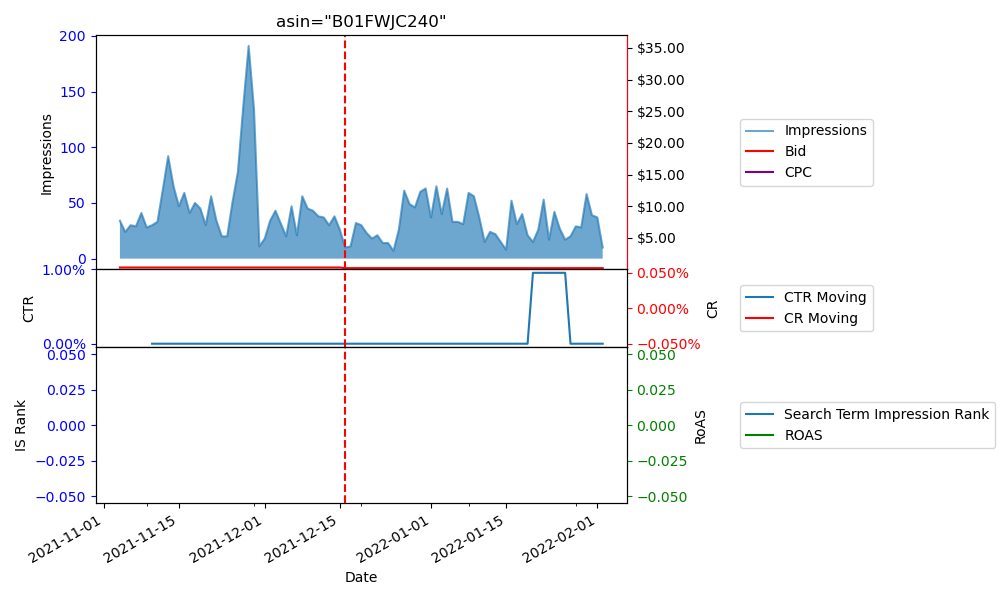 asin="B01FWJC240"
200
150
100
50
0
Impressions
$35.00
$30.00
$25.00
$20.00
$15.00
$10.00
$5.00
Impressions
Bid
CPC
1.00%
0.00%
CTR
0.050%
0.000%
−0.050%
CR
CTR Moving
CR Moving
0.050
0.025
0.000
−0.025
−0.050
IS Rank
0.050
0.025
0.000
−0.025
−0.050
RoAS
Search Term Impression Rank
ROAS
2021-11-01
2021-11-15
2021-12-01
2021-12-15
2022-01-01
2022-01-15
2022-02-01
Date